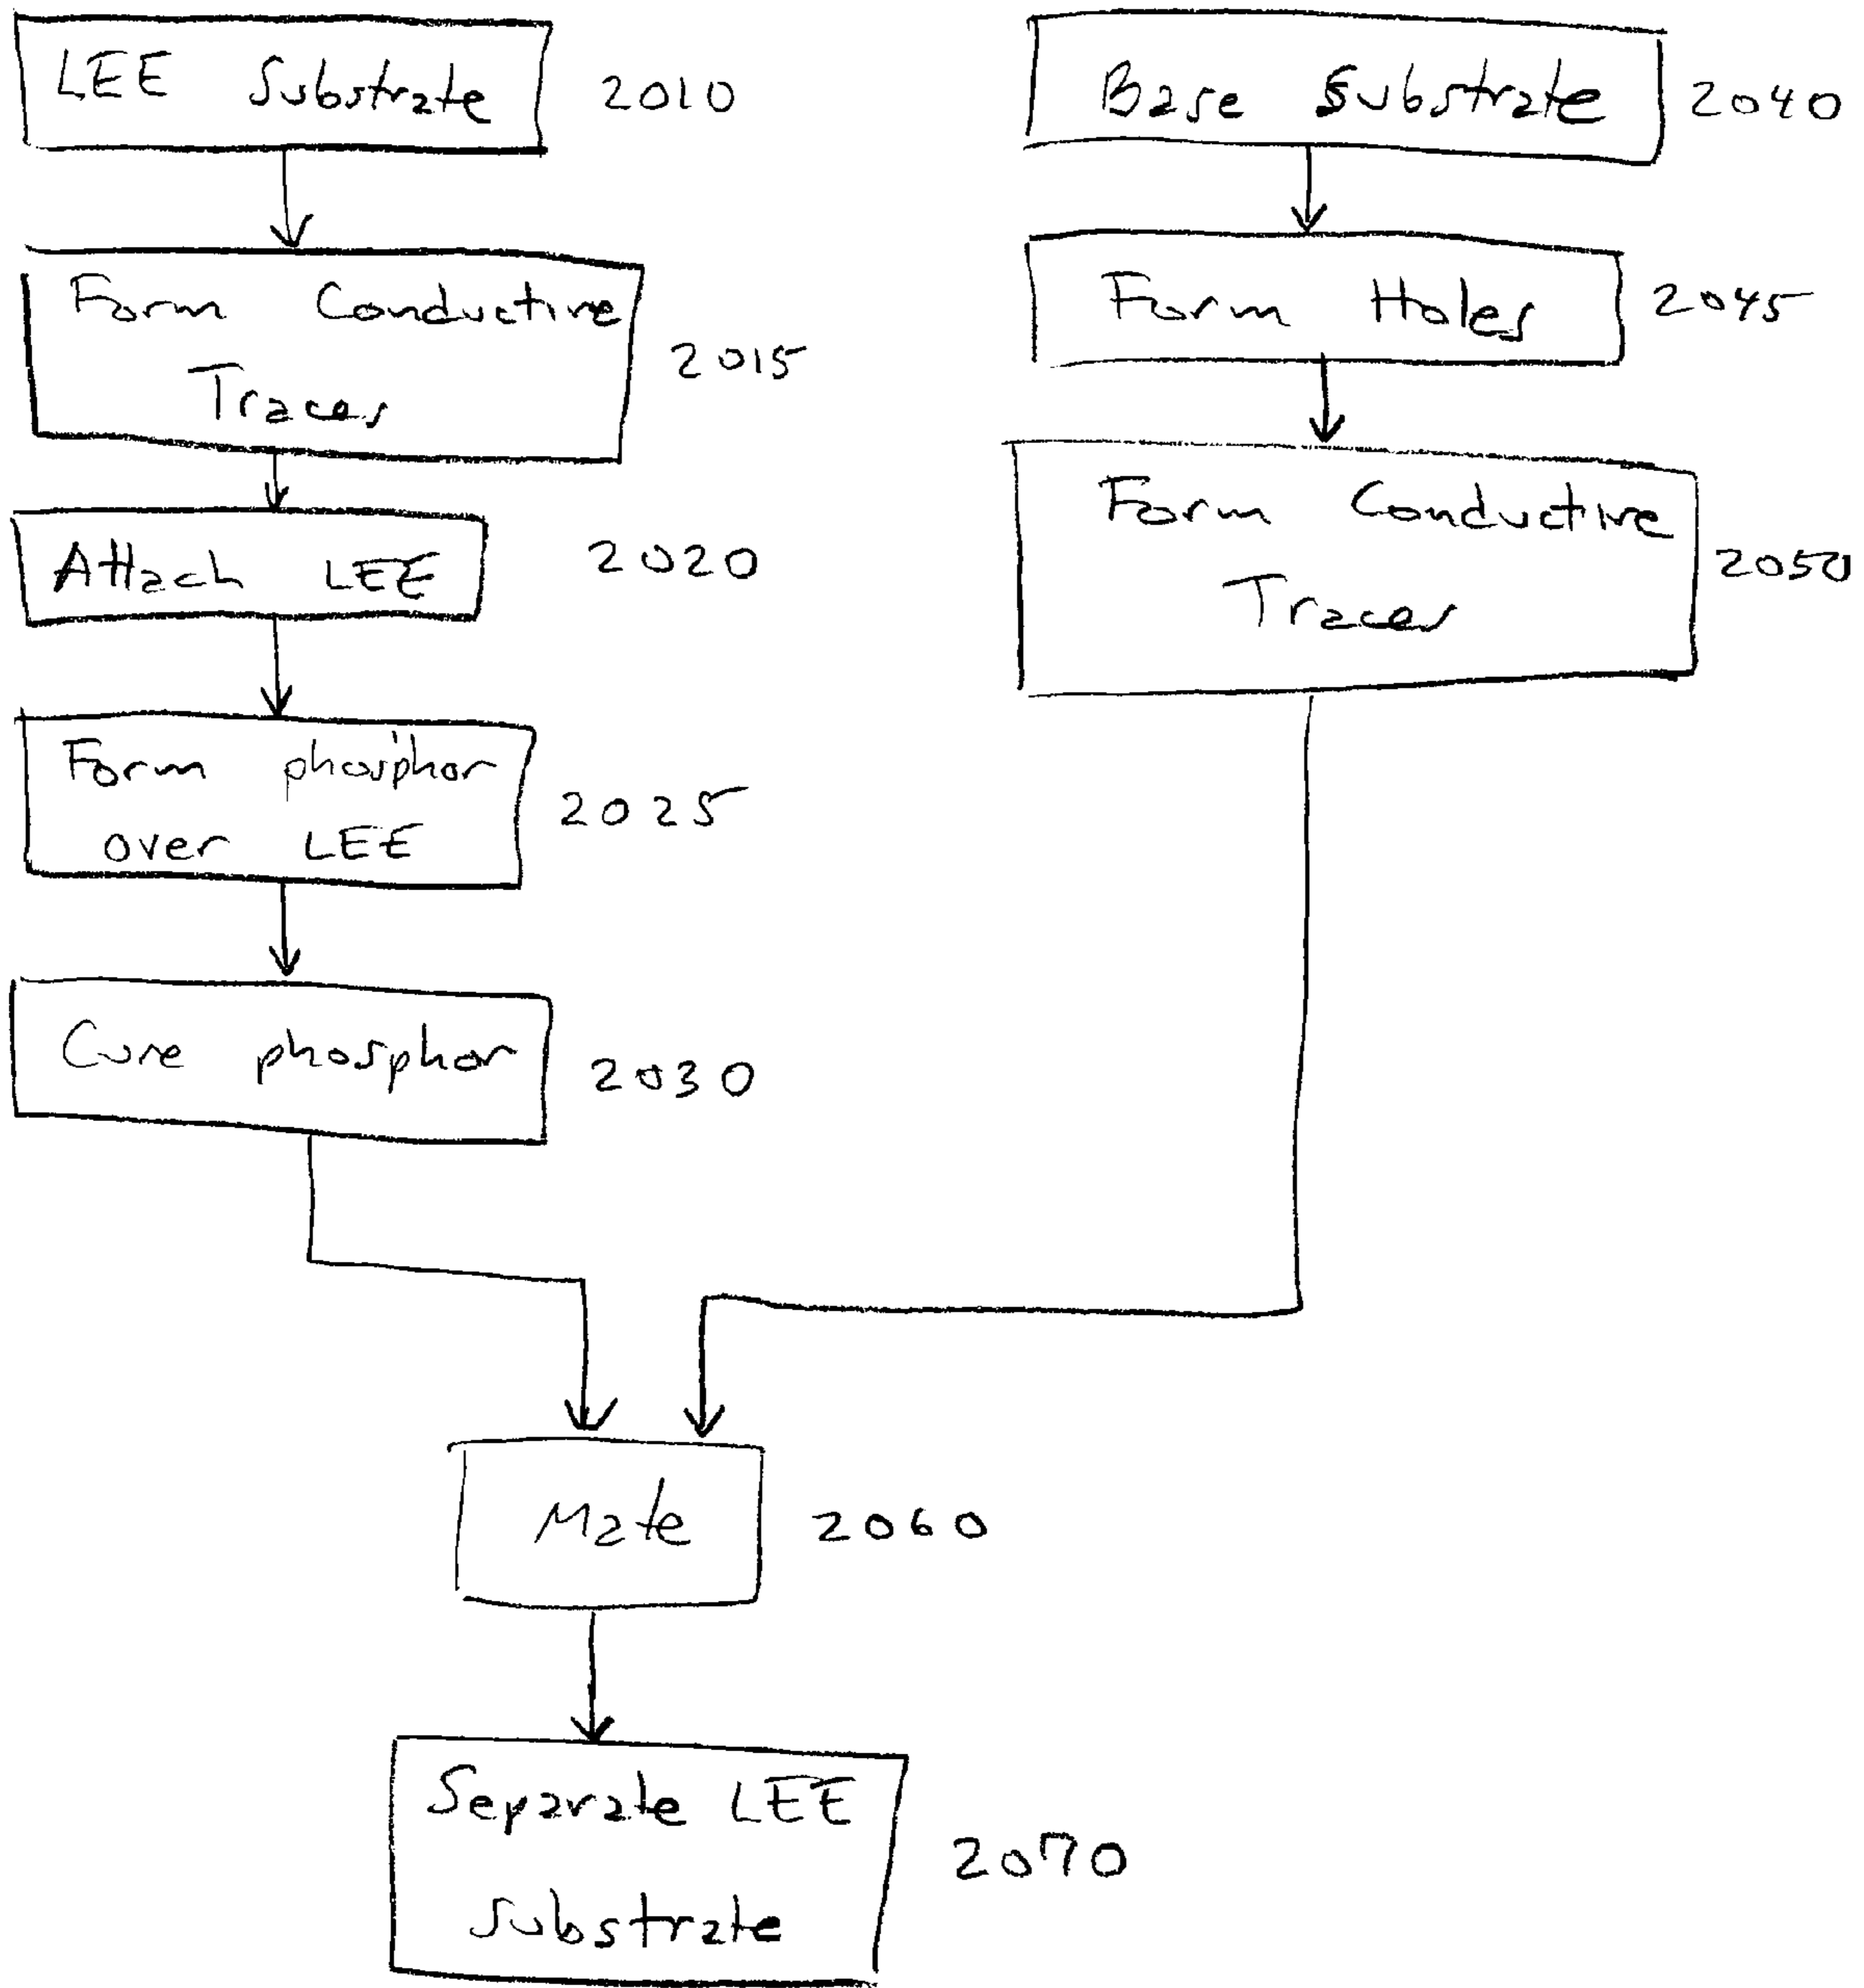 LEE Substrate 2010
Form Conductive
Traces
2015
Attach LEE 2020
Form phosphor
over LEE
2025
Cure phosphor 2030
Base Substrate 2040
Form Holes 2045
Form Conductive
Traces
2050
Mate 2060
Separate LEE
substrate
2070